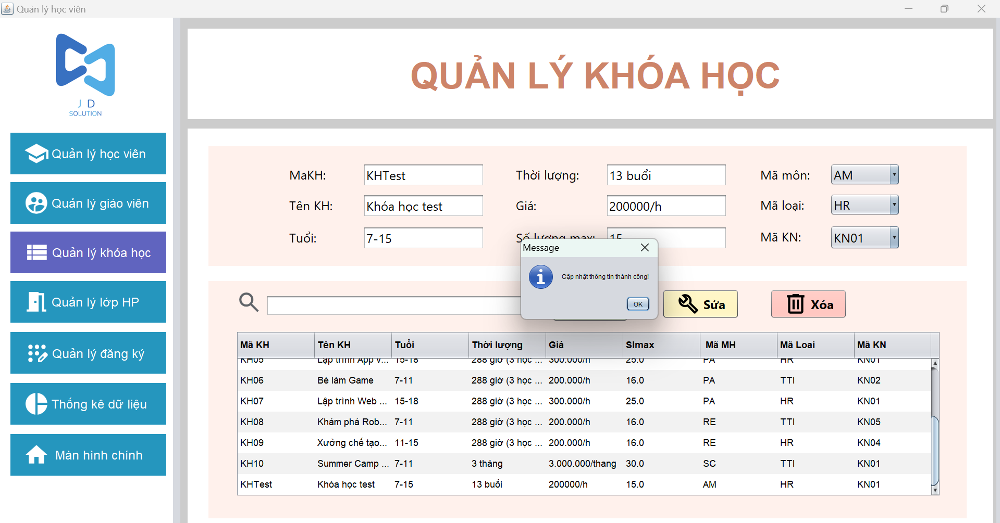 Quản lý học viên
J D
SOLUTION
Quản lý học viên
Quản lý giáo viên
Quản lý khóa học
Quản lý lớp HP
Quản lý đăng ký
Thống kê dữ liệu
Màn hình chính
QUẢN LÝ KHÓA HỌC
MaKH: KHTest Thời lượng: 13 buổi Mã môn: AM
Tên KH: Khóa học test Giá: 200000/h Mã loại: HR
Tuổi: 7-15 Số lượng max: 15 Mã KN: KN01
Message
Cập nhật thông tin thành công!
OK
Sửa Xóa
Mã KH Tên KH Tuổi Thời lượng Giá Slmax Mã MH Mã Loai Mã KN
KH05 Lập trình App v... 15-18 288 giờ (3 học ... 300.000/h 25.0 PA HR KN01
KH06 Bé làm Game 7-11 288 giờ (3 học ... 200.000/h 16.0 PA TTI KN02
KH07 Lập trình Web ... 15-18 288 giờ (3 học ... 300.000/h 25.0 PA HR KN01
KH08 Khám phá Rob... 7-11 288 giờ (3 học ... 200.000/h 16.0 RE TTI KN05
KH09 Xưởng chế tạo... 11-15 288 giờ (3 học ... 200.000/h 16.0 RE HR KN04
KH10 Summer Camp ... 7-11 3 tháng 3.000.000/thang 30.0 SC TTI KN01
KHTest Khóa học test 7-15 13 buổi 200000/h 15.0 AM HR KN01